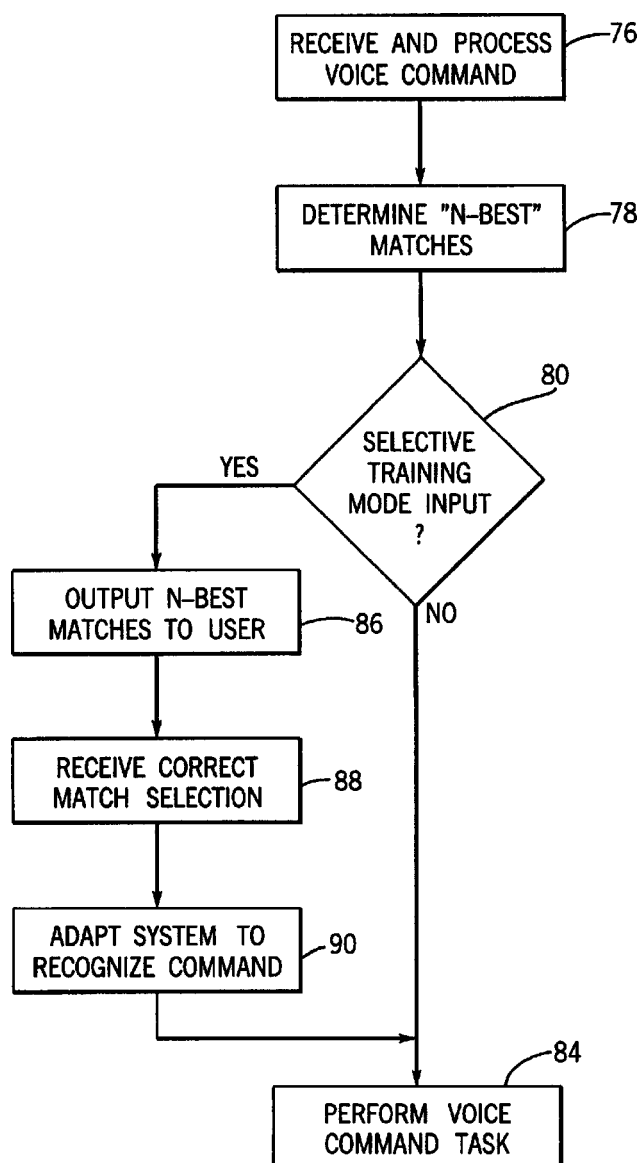 RECEIVE AND PROCESS
VOICE COMMAND
76
DETERMINE "N-BEST"
MATCHES
78
80
SELECTIVE
TRAINING
MODE INPUT
?
YES
NO
OUTPUT N-BEST
MATCHES TO USER
86
RECEIVE CORRECT
MATCH SELECTION
88
ADAPT SYSTEM TO
RECOGNIZE COMMAND
90
84
PERFORM VOICE
COMMAND TASK